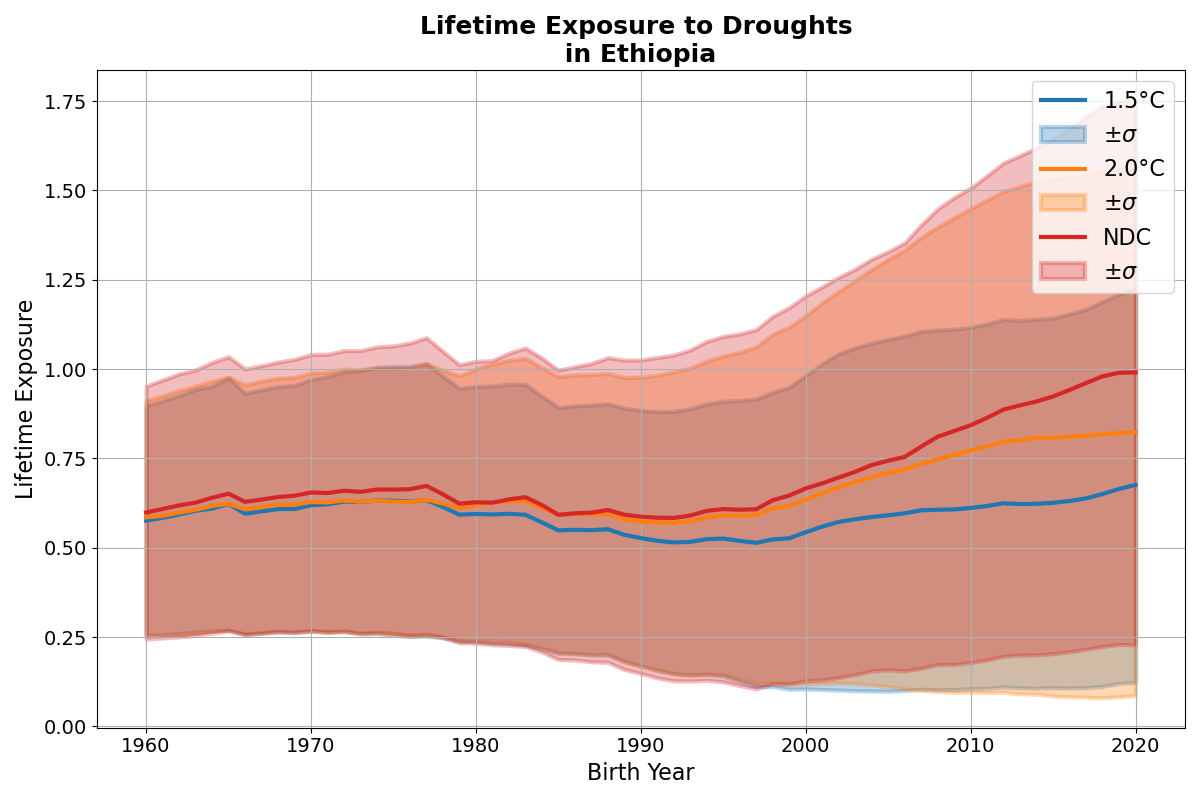 Lifetime Exposure to Droughts
in Ethiopia
1.75
1.50
1.25
1.00
0.75
0.50
0.25
0.00
Lifetime Exposure
1.5°C
±σ
2.0°C
±σ
NDC
±σ
1960 1970 1980 1990 2000 2010 2020
Birth Year